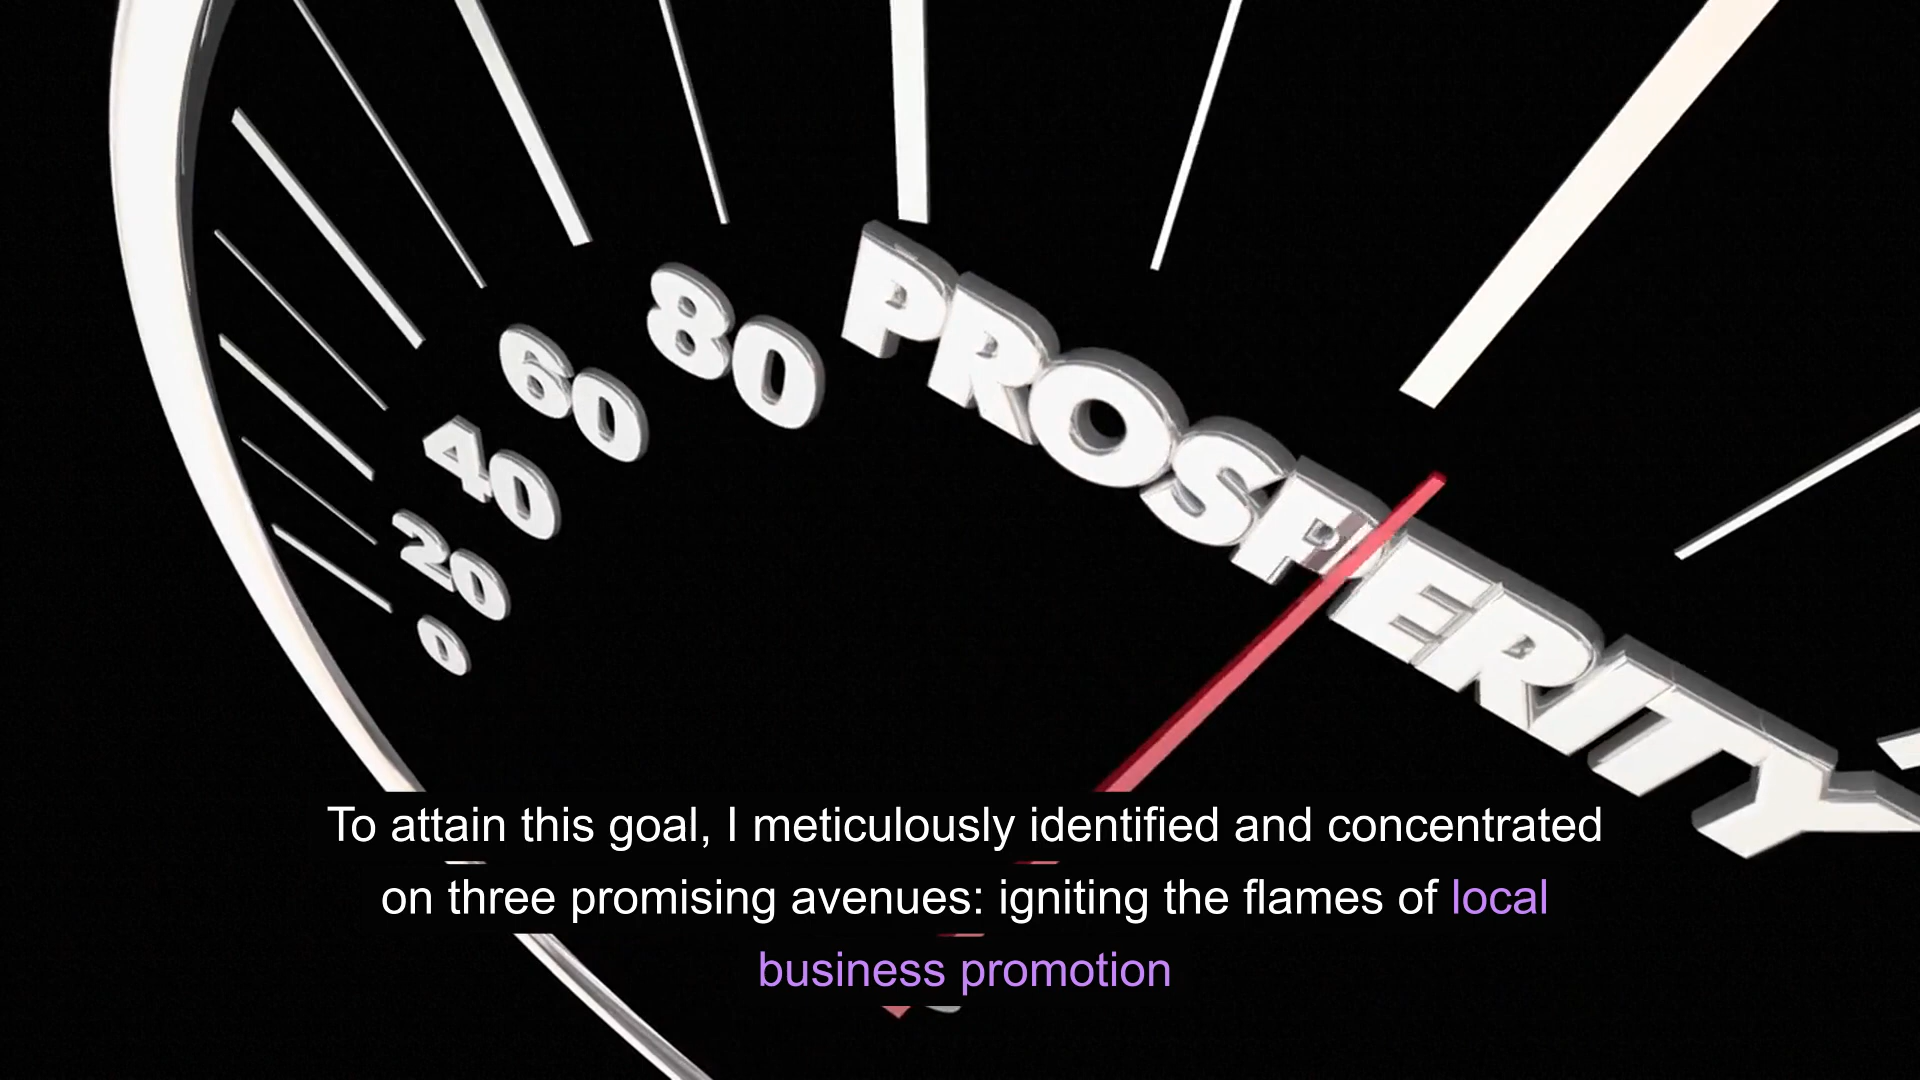 0
20
40
60
80
PROSPERITY
To attain this goal, I meticulously identified and concentrated
on three promising avenues: igniting the flames of local
business promotion